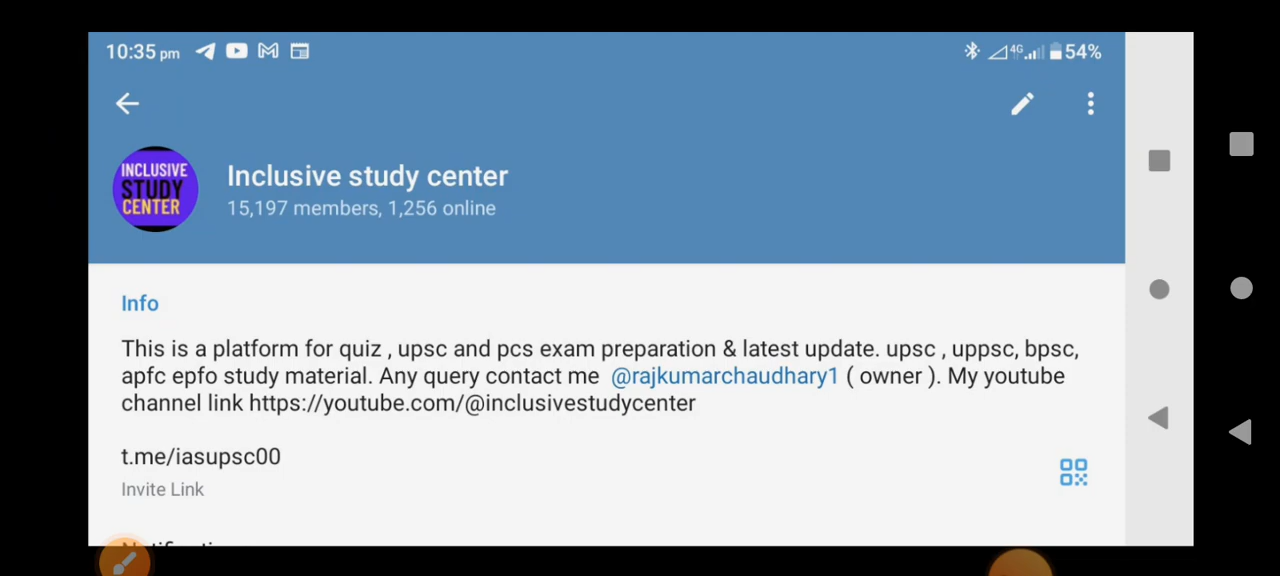 10:35 pm 4G 54%
INCLUSIVE
STUDY
CENTER
Inclusive study center
15,197 members, 1,256 online
Info
This is a platform for quiz , upsc and pcs exam preparation & latest update. upsc , uppsc, bpsc,
apfc epfo study material. Any query contact me @rajkumarchaudhary1 ( owner ). My youtube
channel link https://youtube.com/@inclusivestudycenter
t.me/iasupsc00
Invite Link